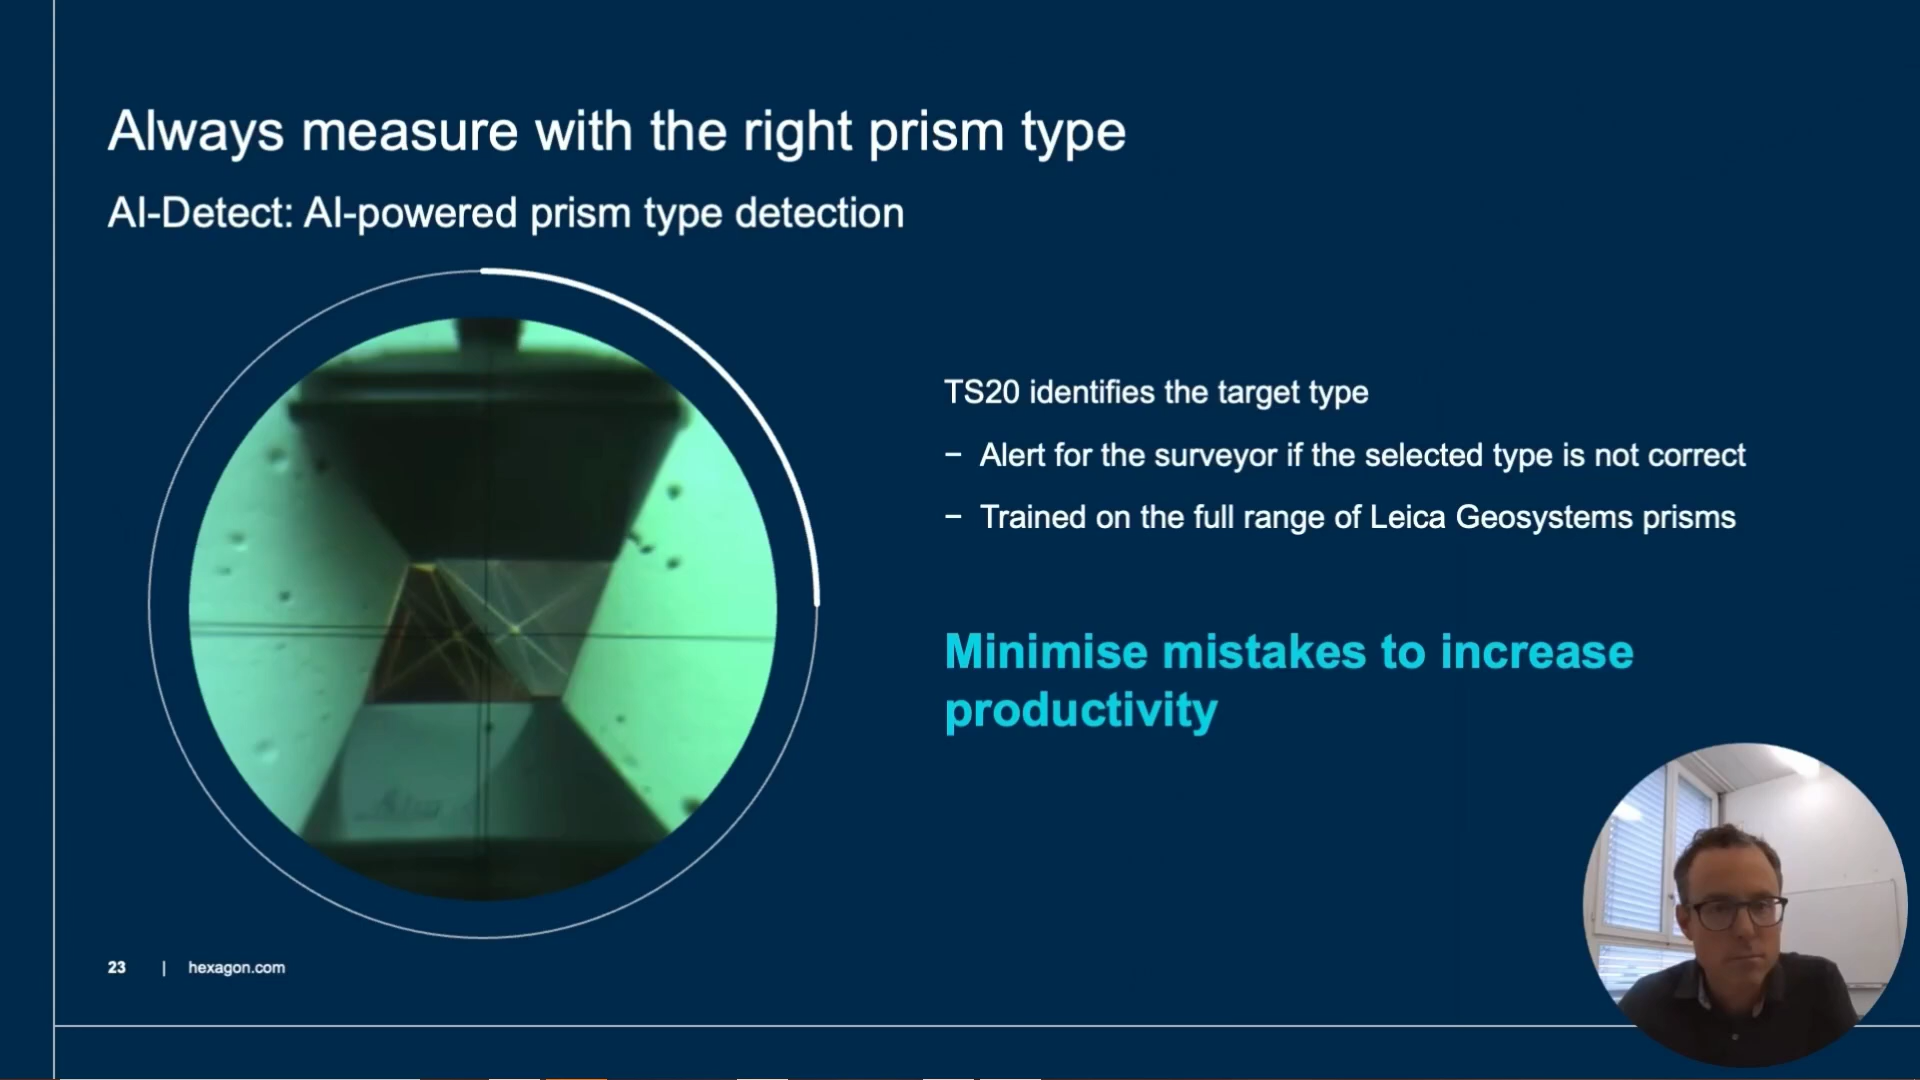 Always measure with the right prism type
AI-Detect: AI-powered prism type detection
TS20 identifies the target type
– Alert for the surveyor if the selected type is not correct
– Trained on the full range of Leica Geosystems prisms
Minimise mistakes to increase
productivity
23 | hexagon.com